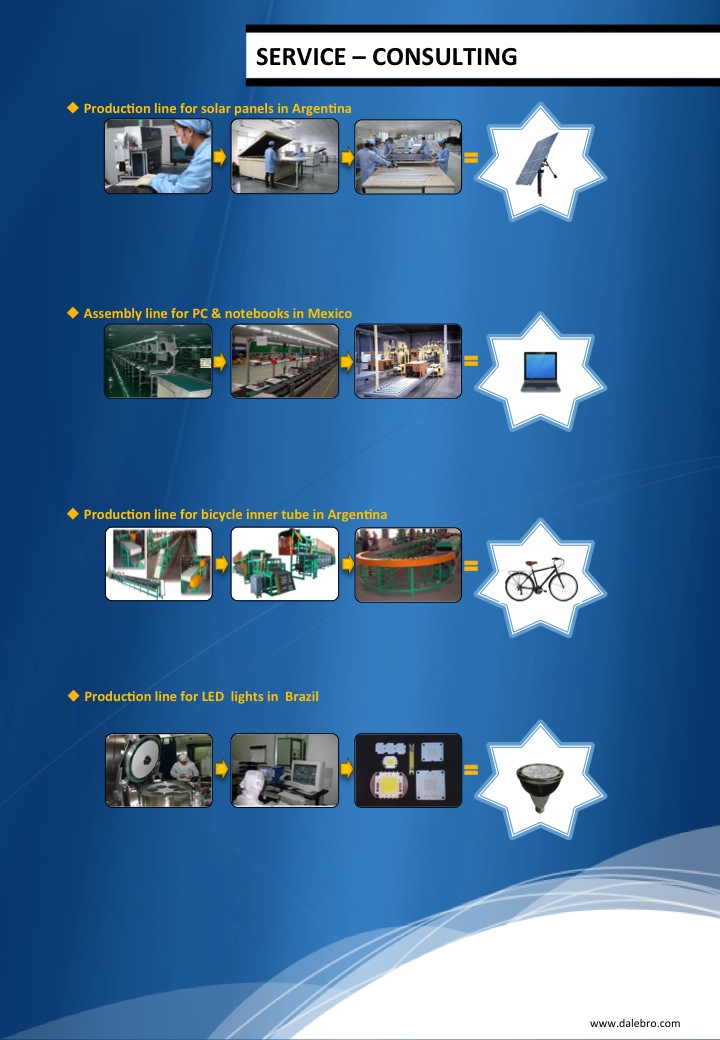 SERVICE – CONSULTING
Production line for solar panels in Argentina
Assembly line for PC & notebooks in Mexico
Production line for bicycle inner tube in Argentina
Production line for LED lights in Brazil
www.dalebro.com